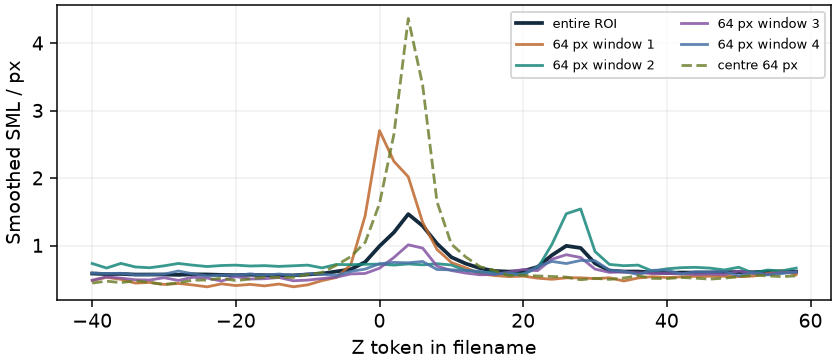 Smoothed SML / px
4
3
2
1
entire ROI
64 px window 1
64 px window 2
64 px window 3
64 px window 4
centre 64 px
−40
−20
0
20
40
60
Z token in filename